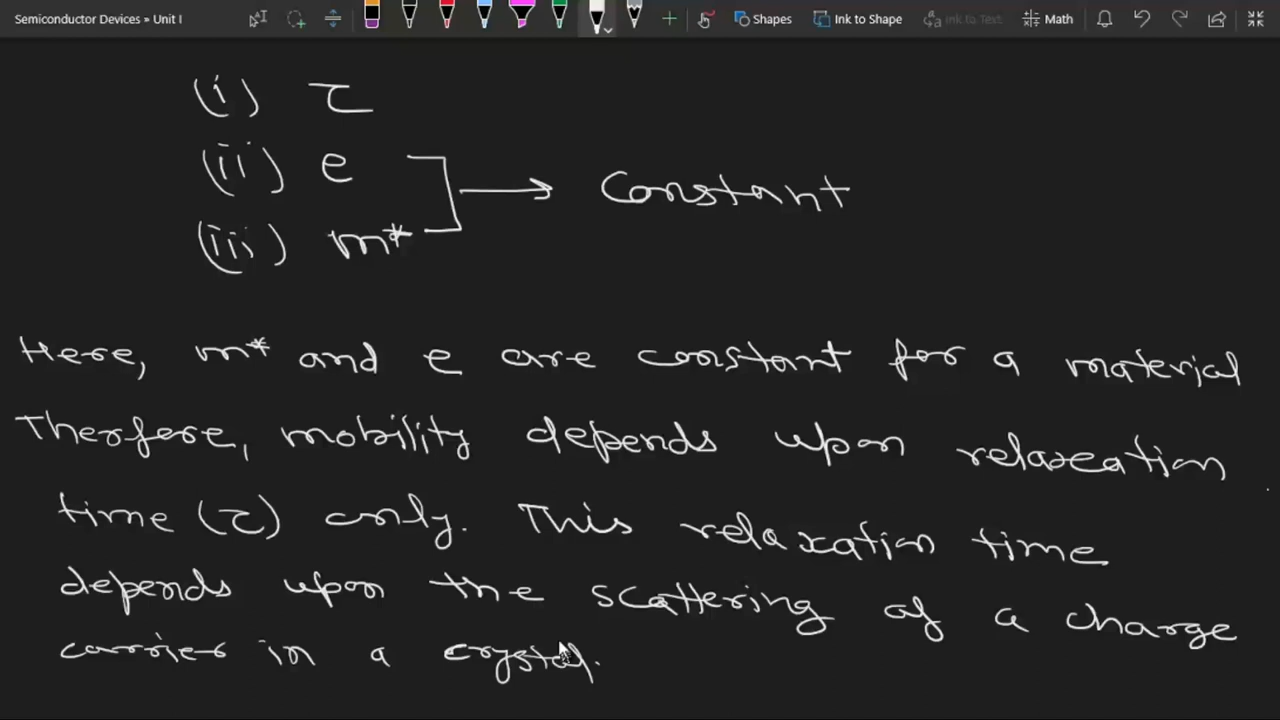 Semiconductor Devices » Unit I
Shapes
Ink to Shape
Ink to Text
Math
(i) τ
(ii) e
(iii) m*
→ Constant
Here, m* and e are constant for a material
Therfore, mobility depends upon relaxation
time (τ) only. This relaxation time
depends upon the scattering of a charge
carrier in a crystal.